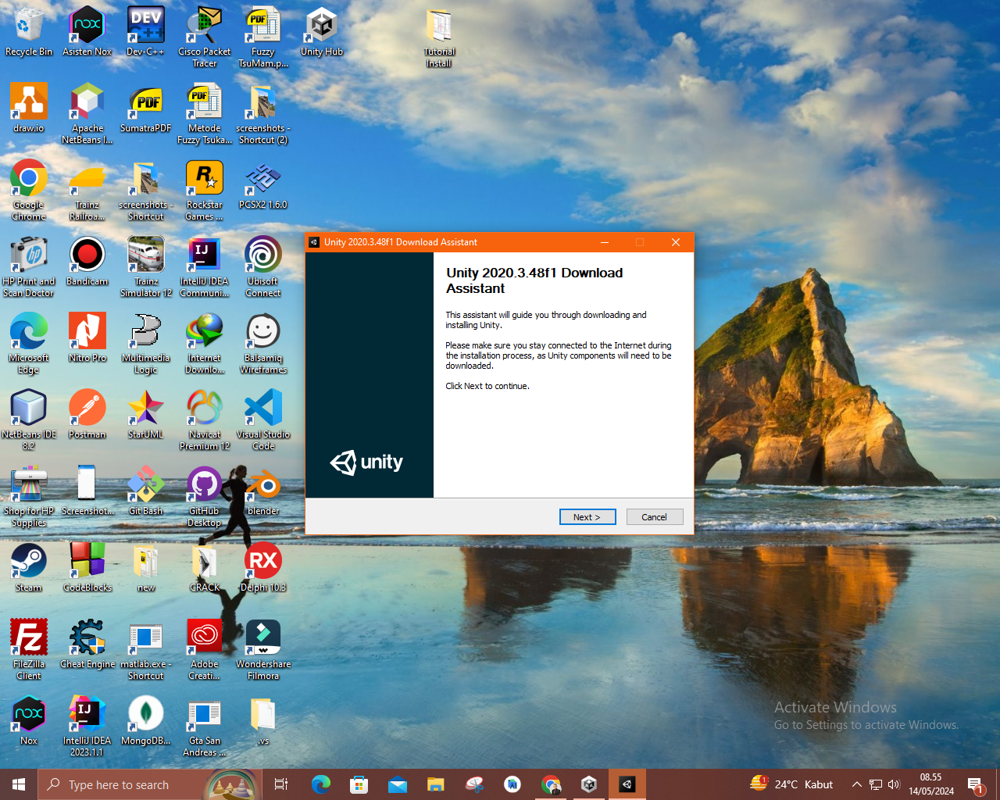 Recycle Bin
Asisten Nox
Dev-C++
Cisco Packet
Tracer
Fuzzy
TsuMam.p...
Unity Hub
Tutorial
Install
draw.io
Apache
NetBeans I...
SumatraPDF
Metode
Fuzzy Tsuka...
screenshots -
Shortcut (2)
Google
Chrome
Trainz
Railroa...
screenshots -
Shortcut
Rockstar
Games ...
PCSX2 1.6.0
HP Print and
Scan Doctor
Bandicam
Trainz
Simulator 12
IntelliJ IDEA
Communi...
Ubisoft
Connect
Microsoft
Edge
Nitro Pro
Multimedia
Logic
Internet
Downlo...
Balsamiq
Wireframes
NetBeans IDE
8.2
Postman
StarUML
Navicat
Premium 12
Visual Studio
Code
Shop for HP
Supplies
Screenshot...
Git Bash
GitHub
Desktop
blender
Steam
CodeBlocks
new
CRACK
Delphi 10.3
FileZilla
Client
Cheat Engine
matlab.exe -
Shortcut
Adobe
Creati...
Wondershare
Filmora
Nox
IntelliJ IDEA
2023.1.1
MongoDB...
Gta San
Andreas ...
.vs
Unity 2020.3.48f1 Download Assistant
Unity 2020.3.48f1 Download
Assistant
This assistant will guide you through downloading and
installing Unity.
Please make sure you stay connected to the Internet during
the installation process, as Unity components will need to be
downloaded.
Click Next to continue.
unity
Next >
Cancel
Activate Windows
Go to Settings to activate Windows.
Type here to search
24°C Kabut
08.55
14/05/2024